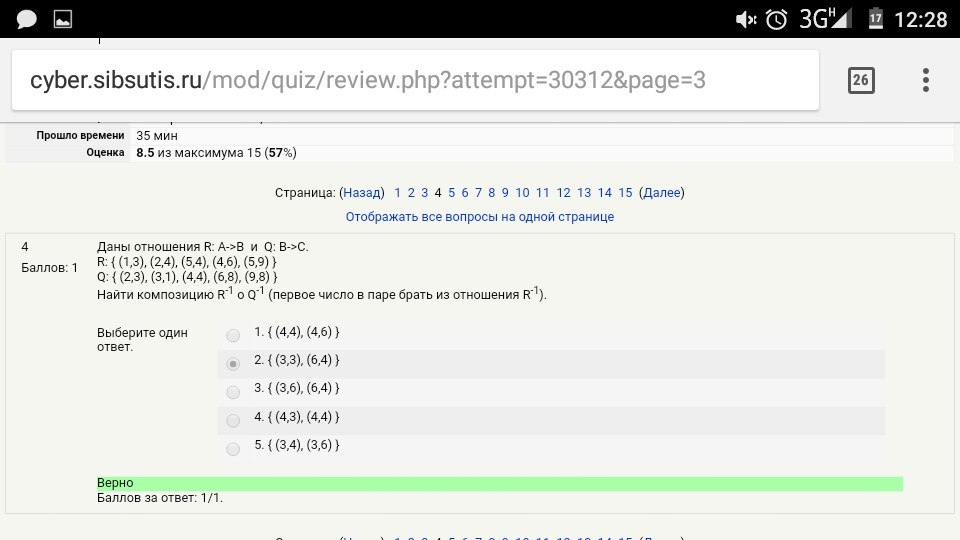 3G H 17 12:28
cyber.sibsutis.ru/mod/quiz/review.php?attempt=30312&page=3 26
Прошло времени 35 мин
Оценка 8.5 из максимума 15 (57%)
Страница: (Назад) 1 2 3 4 5 6 7 8 9 10 11 12 13 14 15 (Далее)
Отображать все вопросы на одной странице
4
Баллов: 1
Даны отношения R: A->B и Q: B->C.
R: { (1,3), (2,4), (5,4), (4,6), (5,9) }
Q: { (2,3), (3,1), (4,4), (6,8), (9,8) }
Найти композицию R-1 o Q-1 (первое число в паре брать из отношения R-1).
Выберите один
ответ.
1. { (4,4), (4,6) }
2. { (3,3), (6,4) }
3. { (3,6), (6,4) }
4. { (4,3), (4,4) }
5. { (3,4), (3,6) }
Верно
Баллов за ответ: 1/1.